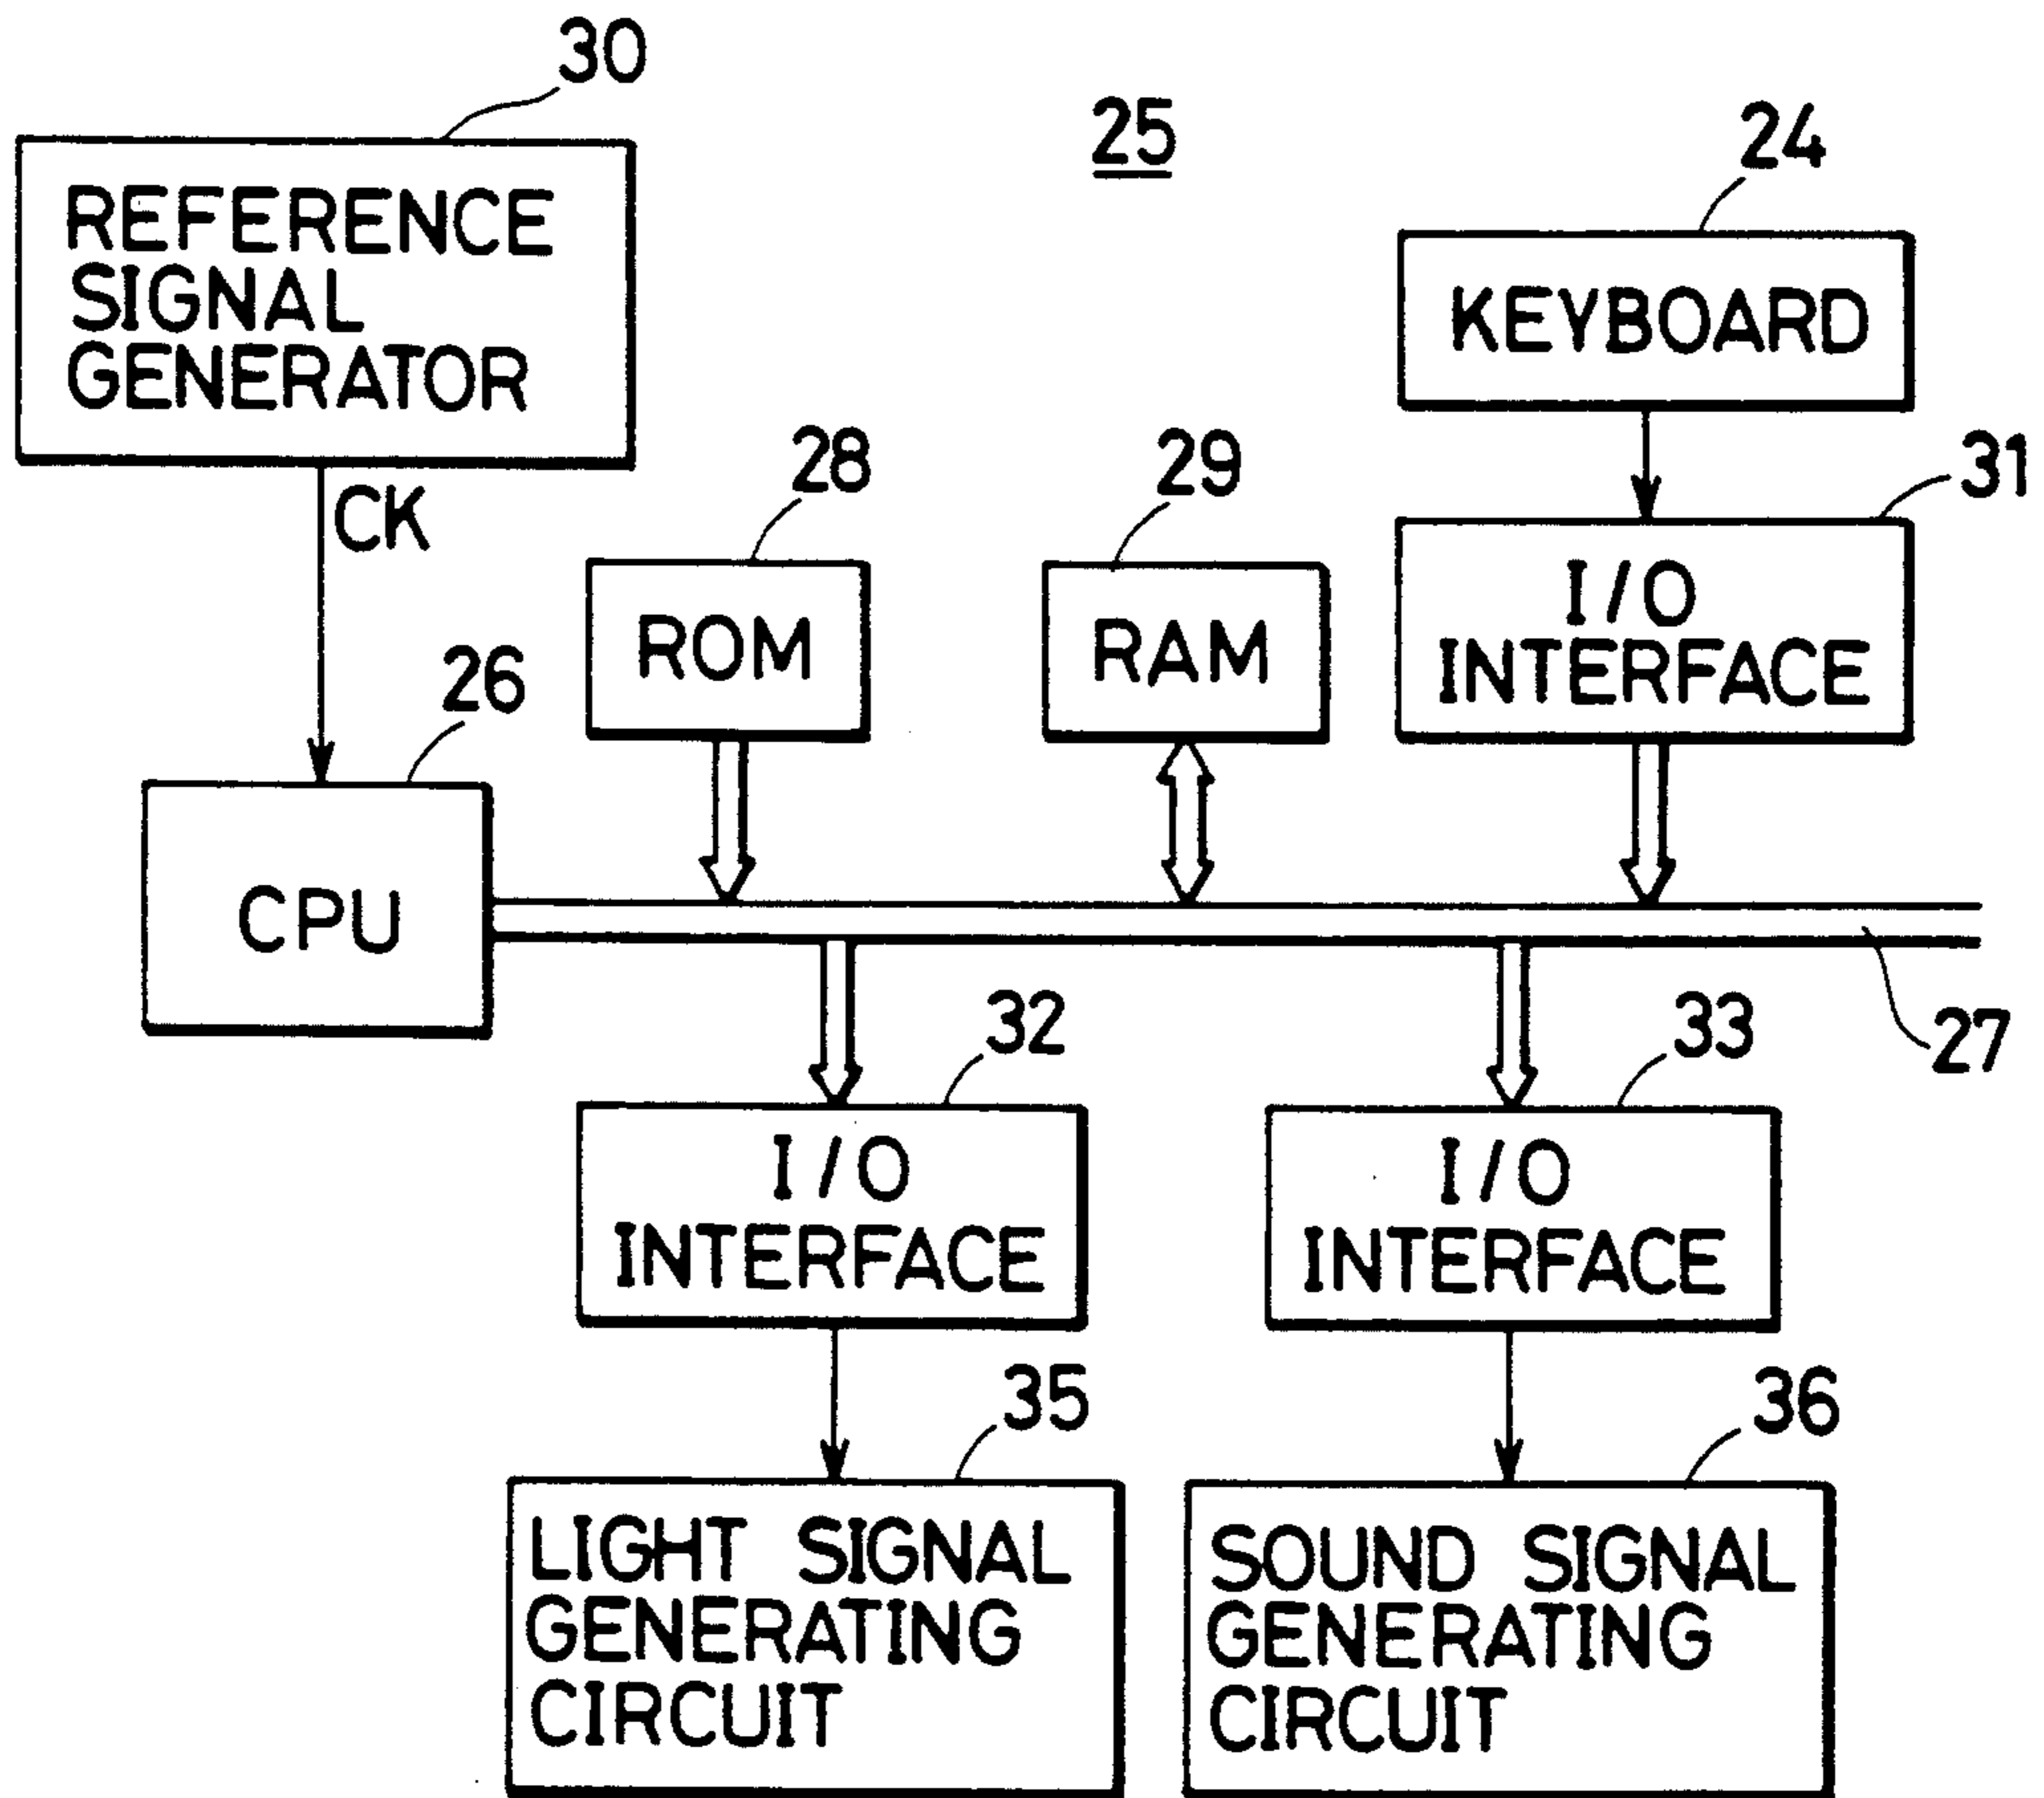 30
25
24
REFERENCE
SIGNAL
GENERATOR
KEYBOARD
CK
28
29
31
ROM
RAM
I/O
INTERFACE
26
CPU
27
32
33
I/O
INTERFACE
I/O
INTERFACE
35
36
LIGHT SIGNAL
GENERATING
CIRCUIT
SOUND SIGNAL
GENERATING
CIRCUIT